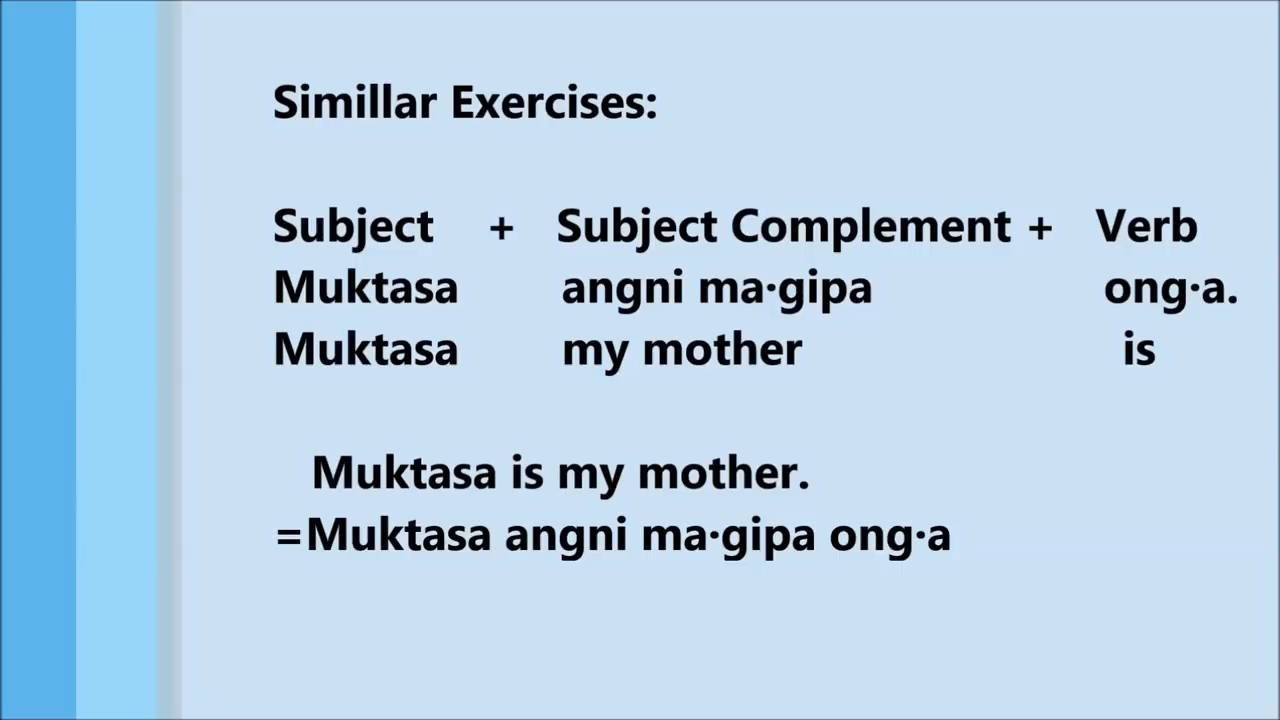 Simillar Exercises:
Subject + Subject Complement + Verb
Muktasa angni ma·gipa ong·a.
Muktasa my mother is
Muktasa is my mother.
=Muktasa angni ma·gipa ong·a